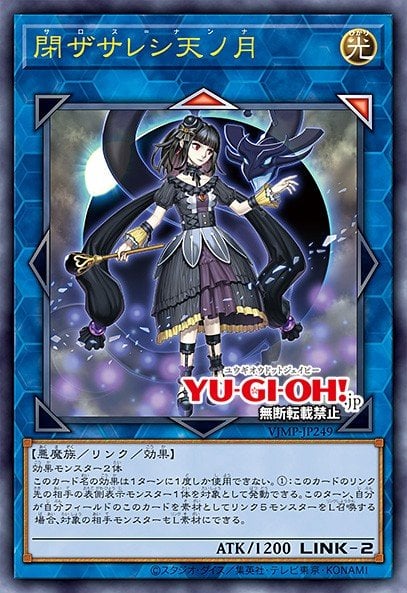 サロス=ナンナ
閉ザサレシ天ノ月
ひかり
光
ユウギオウドットジェイピー
YU-GI-OH!.jp
無断転載禁止
VJMP-JP249
【悪魔族／リンク／効果】
効果モンスター2体
このカード名の効果は1ターンに1度しか使用できない。①：このカードのリンク
先の相手の表側表示モンスター1体を対象として発動できる。このターン、自分
が自分フィールドのこのカードを素材としてリンク5モンスターをL召喚す
る場合、対象の相手モンスターもL素材にできる。
ATK/1200 LINK-2
©スタジオ・ダイス／集英社・テレビ東京・KONAMI